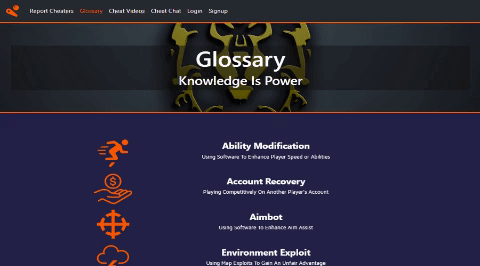 Report Cheaters Glossary Cheat Videos Cheat Chat Login Signup
Glossary
Knowledge Is Power
Ability Modification
Using Software To Enhance Player Speed or Abilities
Account Recovery
Playing Competitively On Another Player's Account
Aimbot
Using Software To Enhance Aim Assist
Environment Exploit
Using Map Exploits To Gain An Unfair Advantage